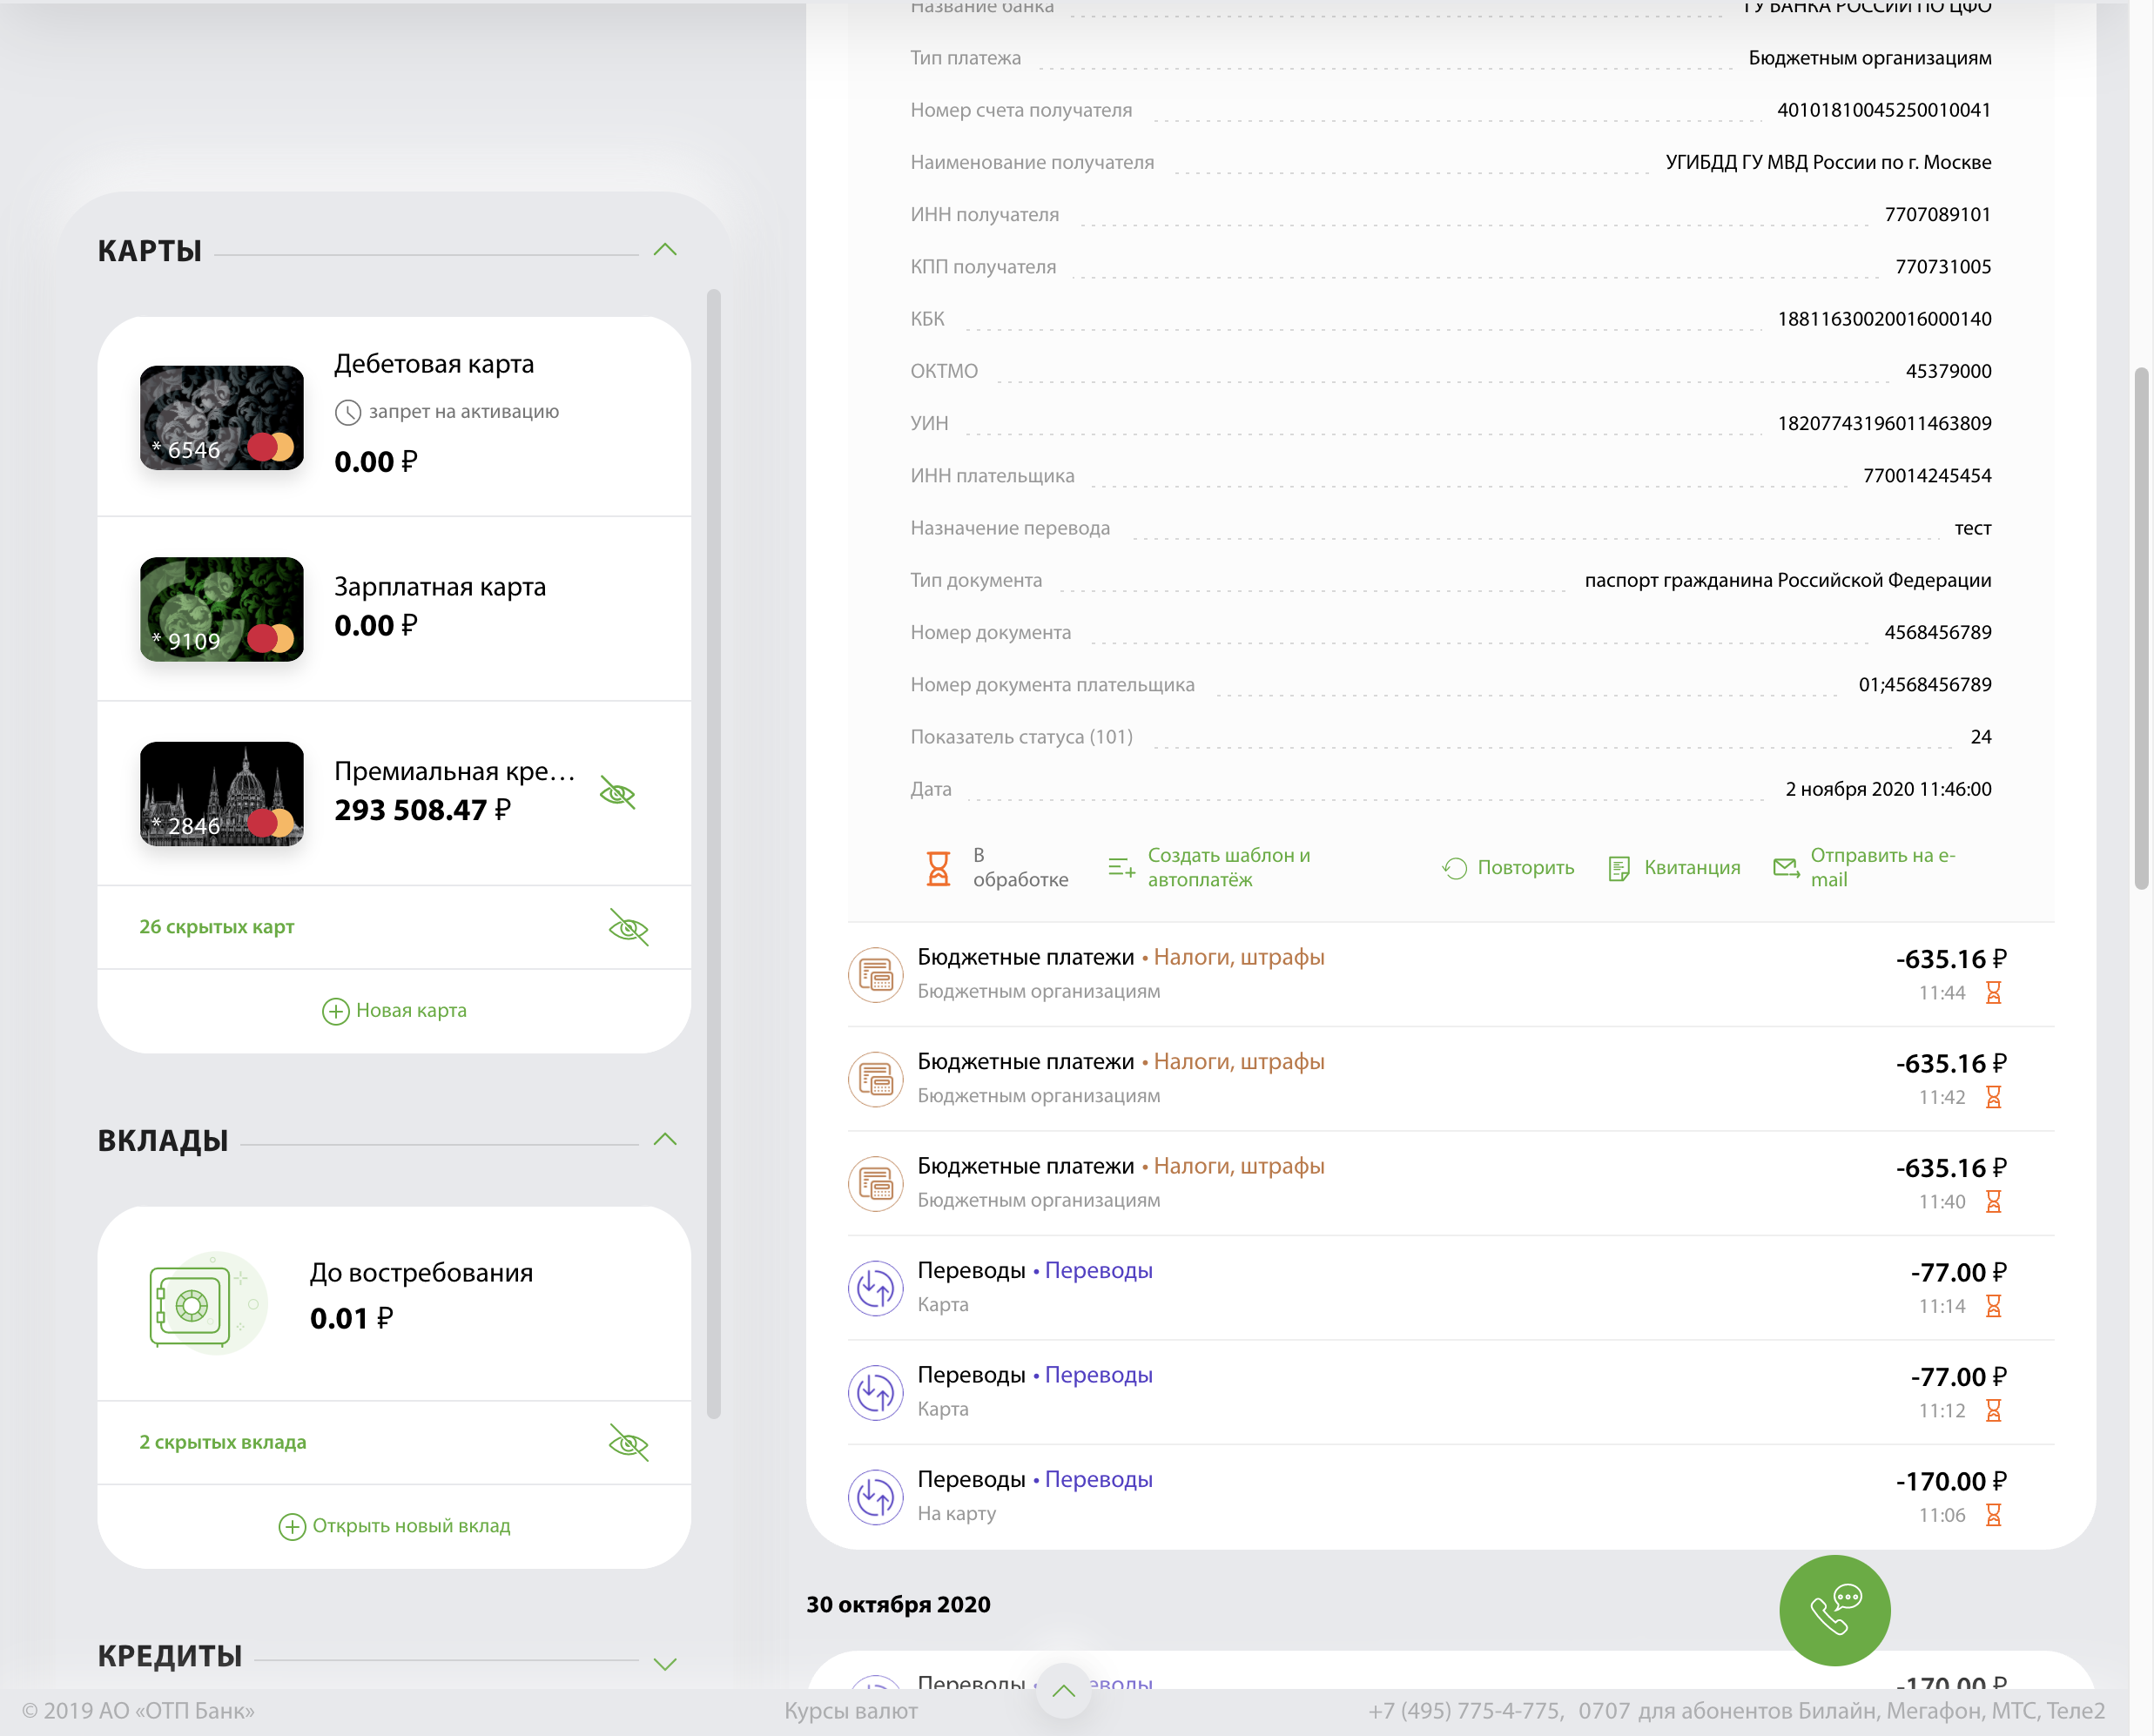 КАРТЫ
Дебетовая карта
запрет на активацию
* 6546
0.00 ₽
Зарплатная карта
0.00 ₽
* 9109
Премиальная кре...
293 508.47 ₽
* 2846
26 скрытых карт
Новая карта
ВКЛАДЫ
До востребования
0.01 ₽
2 скрытых вклада
Открыть новый вклад
КРЕДИТЫ
Название банка ГУ БАНКА РОССИИ ПО ЦФО
Тип платежа Бюджетным организациям
Номер счета получателя 40101810045250010041
Наименование получателя УГИБДД ГУ МВД России по г. Москве
ИНН получателя 7707089101
КПП получателя 770731005
КБК 18811630020016000140
ОКТМО 45379000
УИН 18207743196011463809
ИНН плательщика 770014245454
Назначение перевода тест
Тип документа паспорт гражданина Российской Федерации
Номер документа 4568456789
Номер документа плательщика 01;4568456789
Показатель статуса (101) 24
Дата 2 ноября 2020 11:46:00
В
обработке
Создать шаблон и
автоплатёж
Повторить
Квитанция
Отправить на e-
mail
Бюджетные платежи • Налоги, штрафы -635.16 ₽
Бюджетным организациям 11:44
Бюджетные платежи • Налоги, штрафы -635.16 ₽
Бюджетным организациям 11:42
Бюджетные платежи • Налоги, штрафы -635.16 ₽
Бюджетным организациям 11:40
Переводы • Переводы -77.00 ₽
Карта 11:14
Переводы • Переводы -77.00 ₽
Карта 11:12
Переводы • Переводы -170.00 ₽
На карту 11:06
30 октября 2020
Переводы • Переводы -170.00 ₽
© 2019 АО «ОТП Банк» Курсы валют +7 (495) 775-4-775, 0707 для абонентов Билайн, Мегафон, МТС, Теле2